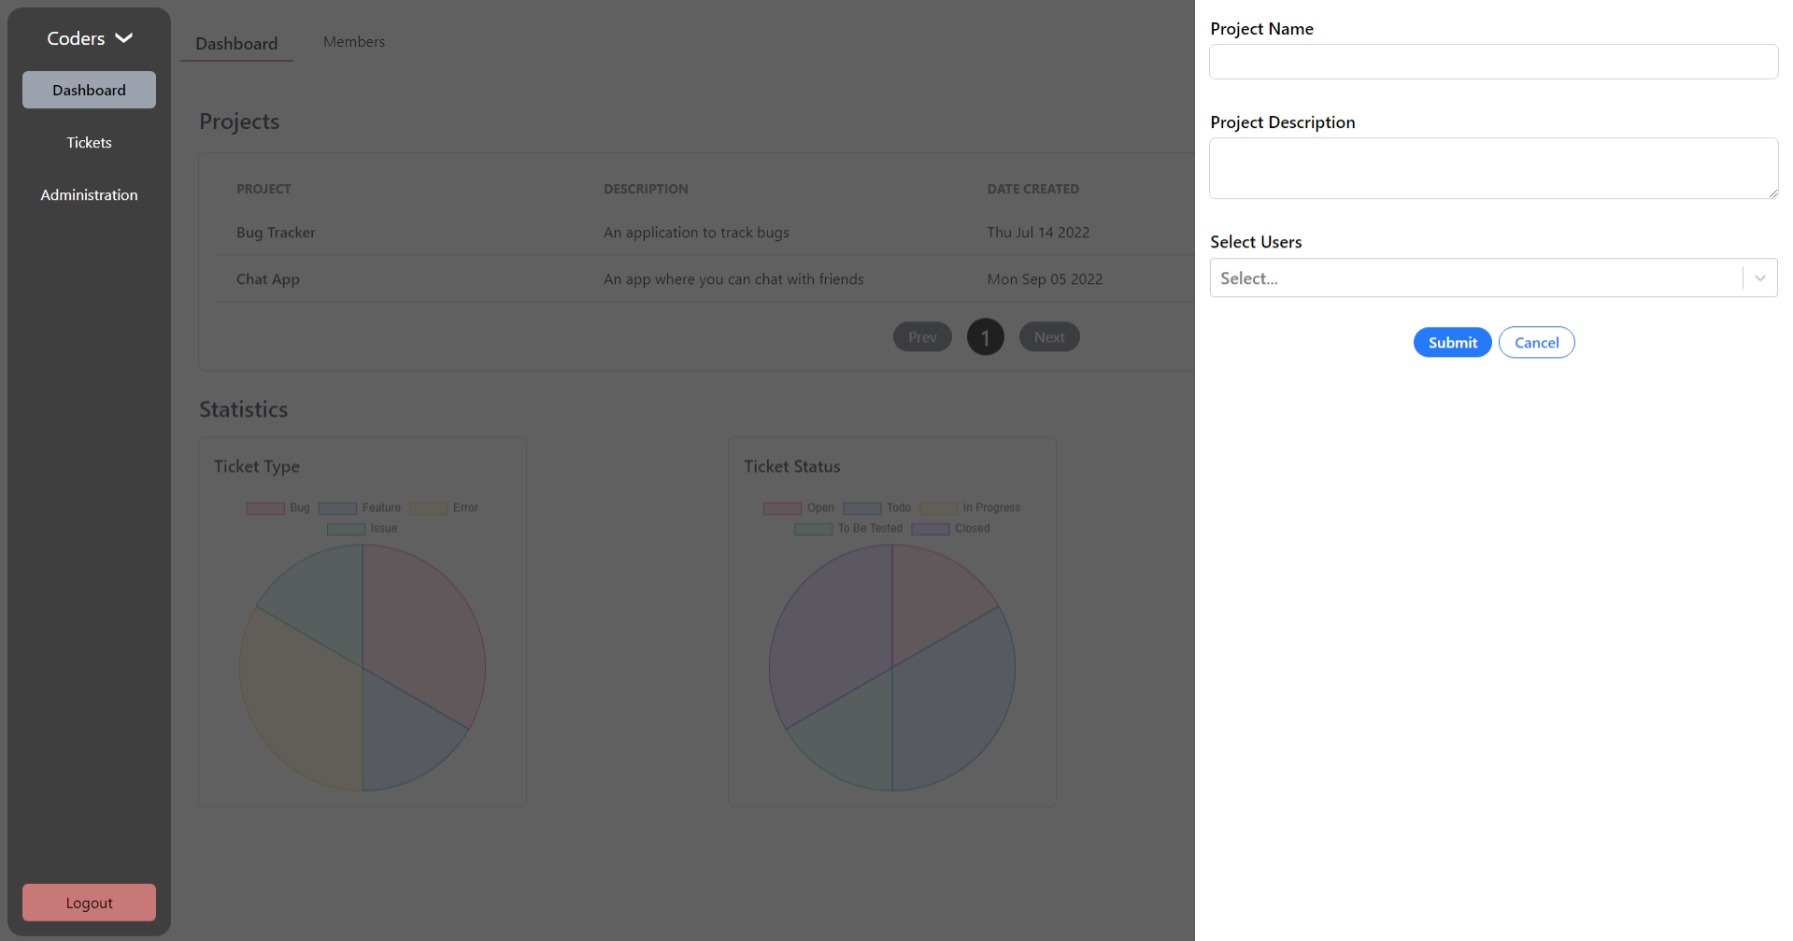 Coders
Dashboard
Tickets
Administration
Logout
Dashboard Members
Projects
PROJECT DESCRIPTION DATE CREATED
Bug Tracker An application to track bugs Thu Jul 14 2022
Chat App An app where you can chat with friends Mon Sep 05 2022
Prev 1 Next
Statistics
Ticket Type
Bug Feature Error
Issue
Ticket Status
Open Todo In Progress
To Be Tested Closed
Project Name
Project Description
Select Users
Select...
Submit Cancel